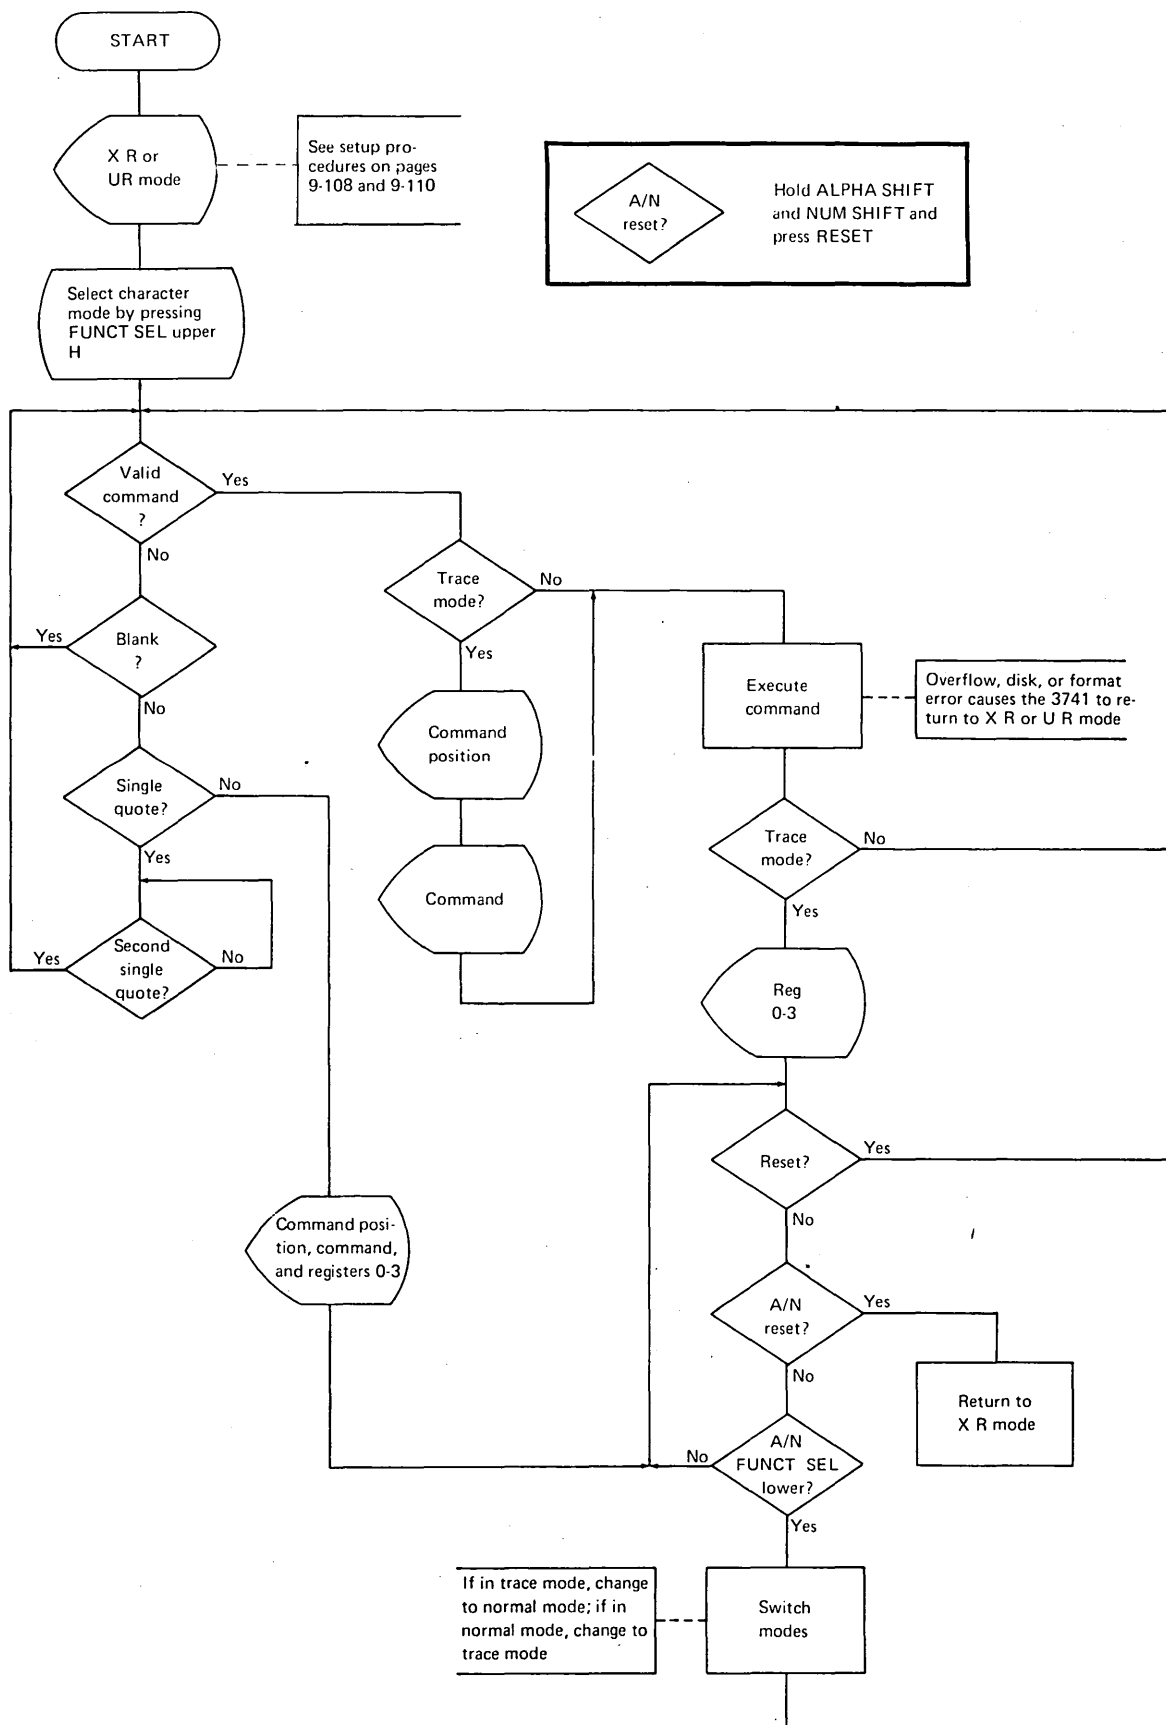 START
X R or
UR mode
See setup pro-
cedures on pages
9-108 and 9-110
A/N
reset?
Hold ALPHA SHIFT
and NUM SHIFT and
press RESET
Select character
mode by pressing
FUNCT SEL upper
H
Valid
command
?
Yes
No
Trace
mode?
No
Yes
Blank
?
Yes
No
Command
position
Execute
command
Overflow, disk, or format
error causes the 3741 to re-
turn to X R or U R mode
Single
quote?
No
Yes
Command
Trace
mode?
No
Yes
Second
single
quote?
Yes
No
Reg
0-3
Reset?
Yes
No
Command posi-
tion, command,
and registers 0-3
A/N
reset?
Yes
No
Return to
X R mode
A/N
FUNCT SEL
lower?
No
Yes
If in trace mode, change
to normal mode; if in
normal mode, change to
trace mode
Switch
modes